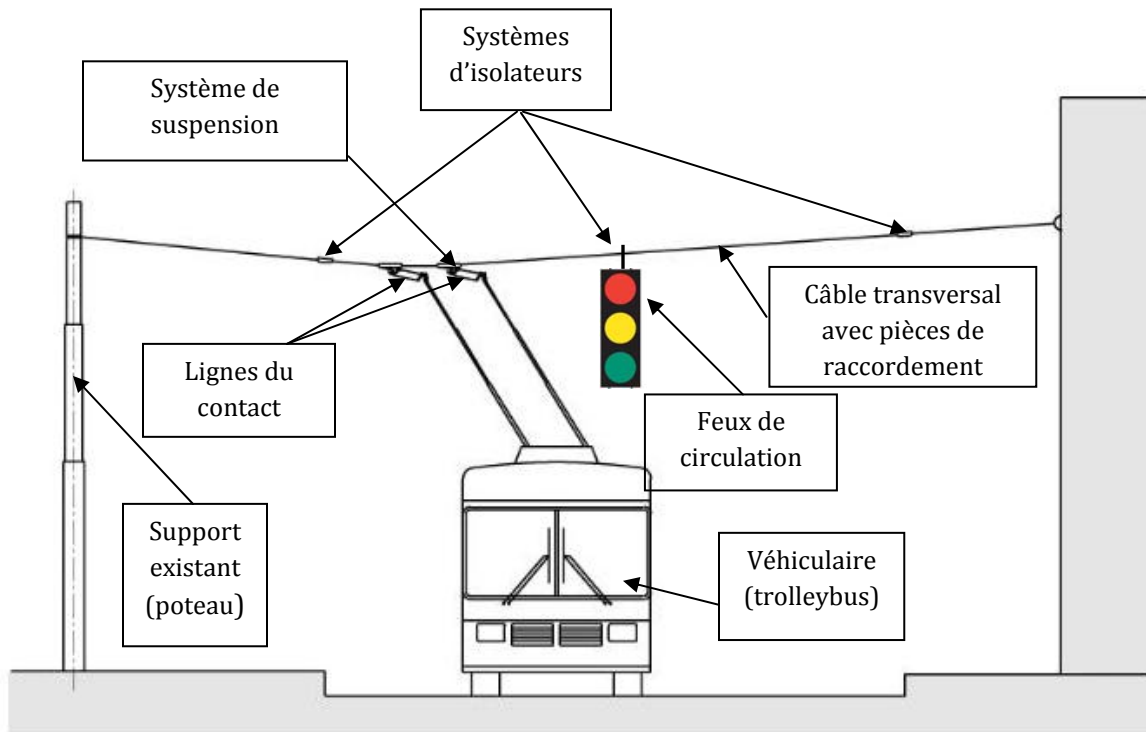 Systèmes
d'isolateurs
Système de
suspension
Câble transversal
avec pièces de
raccordement
Lignes du
contact
Feux de
circulation
Support
existant
(poteau)
Véhiculaire
(trolleybus)